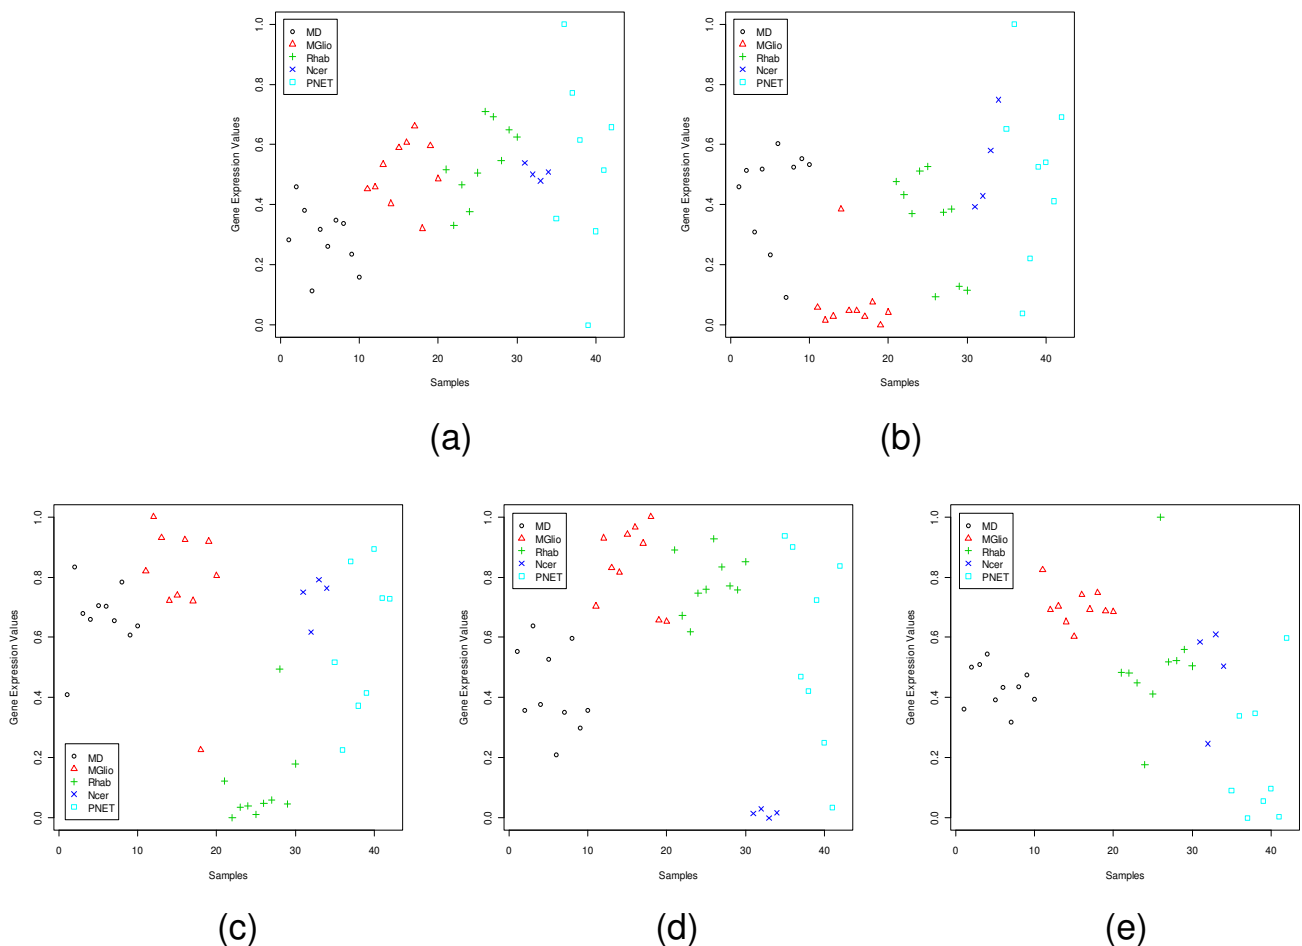 MD
MGlio
Rhab
Ncer
PNET
Gene Expression Values
0.0 0.2 0.4 0.6 0.8 1.0
0 10 20 30 40
Samples
(a)
MD
MGlio
Rhab
Ncer
PNET
Gene Expression Values
0.0 0.2 0.4 0.6 0.8 1.0
0 10 20 30 40
Samples
(b)
MD
MGlio
Rhab
Ncer
PNET
Gene Expression Values
0.0 0.2 0.4 0.6 0.8 1.0
0 10 20 30 40
Samples
(c)
MD
MGlio
Rhab
Ncer
PNET
Gene Expression Values
0.0 0.2 0.4 0.6 0.8 1.0
0 10 20 30 40
Samples
(d)
MD
MGlio
Rhab
Ncer
PNET
Gene Expression Values
0.0 0.2 0.4 0.6 0.8 1.0
0 10 20 30 40
Samples
(e)